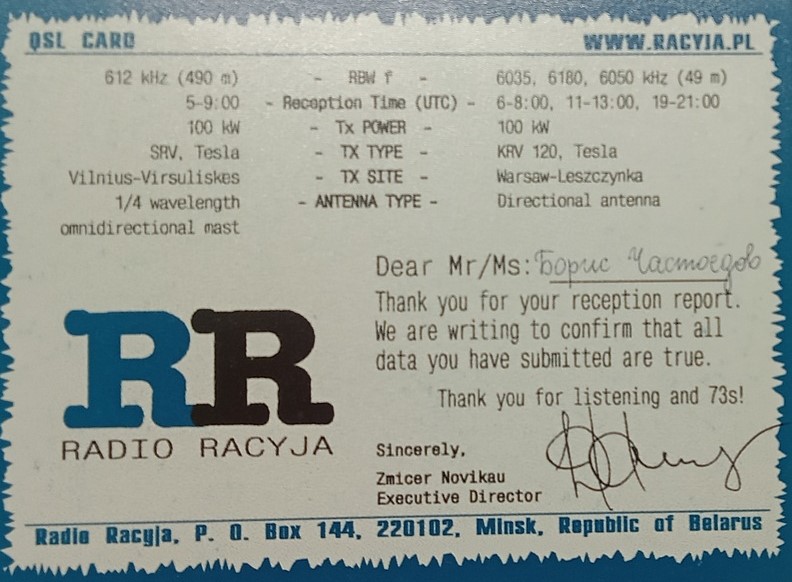 QSL CARD WWW.RACYJA.PL
612 kHz (490 m) - RBW f - 6035, 6180, 6050 kHz (49 m)
5-9:00 - Reception Time (UTC) - 6-8:00, 11-13:00, 19-21:00
100 kW - Tx POWER - 100 kW
SRV, Tesla - TX TYPE - KRV 120, Tesla
Vilnius-Virsuliskes - TX SITE - Warsaw-Leszczynka
1/4 wavelength - ANTENNA TYPE - Directional antenna
omnidirectional mast
Dear Mr/Ms: Борис Частоедов
Thank you for your reception report.
We are writing to confirm that all
data you have submitted are true.
Thank you for listening and 73s!
RR
RADIO RACYJA
Sincerely,
Zmicer Novikau
Executive Director
Radio Racyja, P. O. Box 144, 220102, Minsk, Republic of Belarus